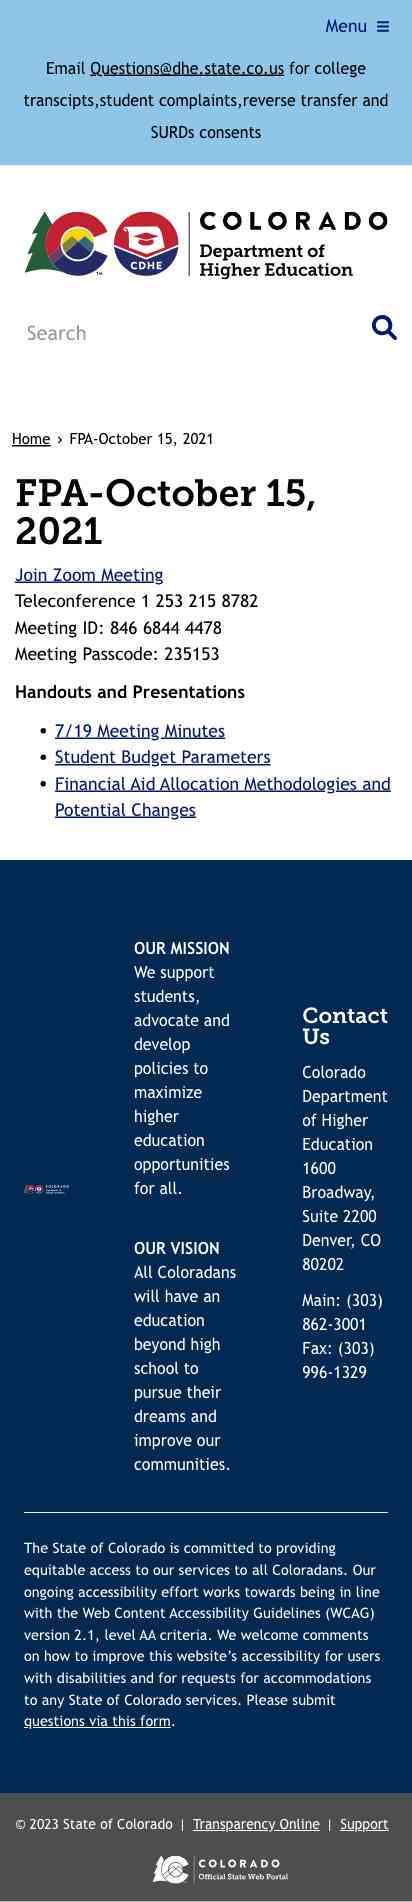 Menu
Email Questions@dhe.state.co.us for college
transcipts,student complaints,reverse transfer and
SURDs consents
COLORADO
Department of
Higher Education
CDHE
TM
Search
Home › FPA-October 15, 2021
FPA-October 15,
2021
Join Zoom Meeting
Teleconference 1 253 215 8782
Meeting ID: 846 6844 4478
Meeting Passcode: 235153
Handouts and Presentations
• 7/19 Meeting Minutes
• Student Budget Parameters
• Financial Aid Allocation Methodologies and
Potential Changes
COLORADO
OUR MISSION
We support
students,
advocate and
develop
policies to
maximize
higher
education
opportunities
for all.
OUR VISION
All Coloradans
will have an
education
beyond high
school to
pursue their
dreams and
improve our
communities.
Contact
Us
Colorado
Department
of Higher
Education
1600
Broadway,
Suite 2200
Denver, CO
80202
Main: (303)
862-3001
Fax: (303)
996-1329
The State of Colorado is committed to providing
equitable access to our services to all Coloradans. Our
ongoing accessibility effort works towards being in line
with the Web Content Accessibility Guidelines (WCAG)
version 2.1, level AA criteria. We welcome comments
on how to improve this website’s accessibility for users
with disabilities and for requests for accommodations
to any State of Colorado services. Please submit
questions via this form.
© 2023 State of Colorado | Transparency Online | Support
COLORADO
Official State Web Portal